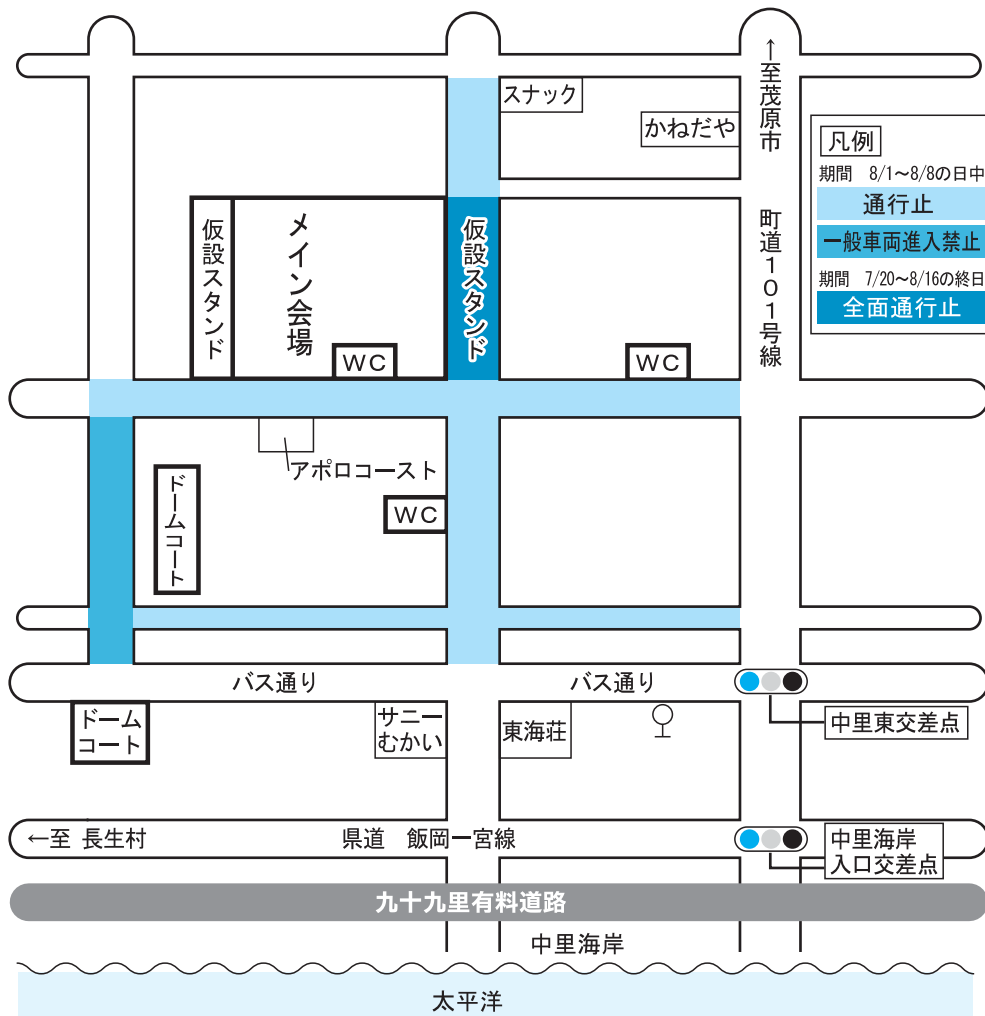 スナック
かねだや
↑至茂原市
町道101号線
凡例
期間 8/1~8/8の日中
通行止
一般車両進入禁止
期間 7/20~8/16の終日
全面通行止
仮設スタンド
メイン会場
仮設スタンド
WC
WC
アポロコースト
ドームコート
WC
バス通り
バス通り
ドーム
コート
サニー
むかい
東海荘
中里東交差点
←至 長生村
県道 飯岡一宮線
中里海岸
入口交差点
九十九里有料道路
中里海岸
太平洋